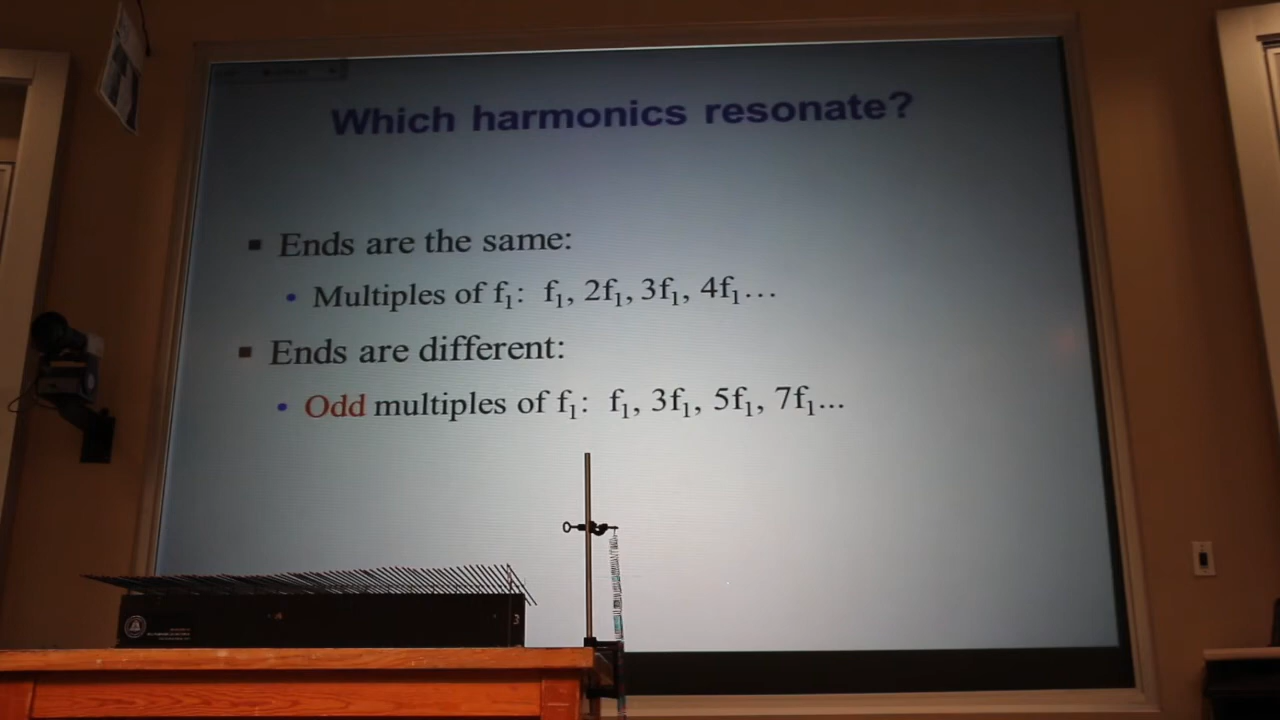 Which harmonics resonate?
▪ Ends are the same:
• Multiples of f₁: f₁, 2f₁, 3f₁, 4f₁...
▪ Ends are different:
• Odd multiples of f₁: f₁, 3f₁, 5f₁, 7f₁...
3